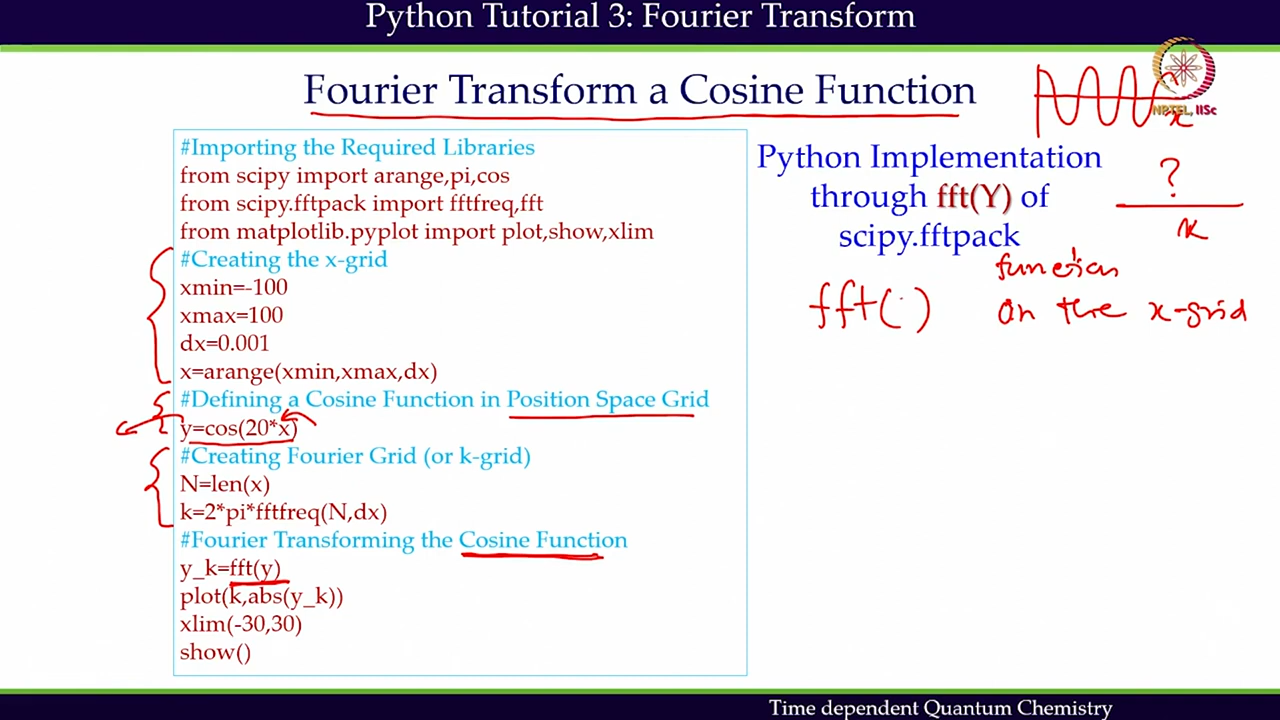 Python Tutorial 3: Fourier Transform
Fourier Transform a Cosine Function
NPTEL, IISc
x
#Importing the Required Libraries
from scipy import arange,pi,cos
from scipy.fftpack import fftfreq,fft
from matplotlib.pyplot import plot,show,xlim
#Creating the x-grid
xmin=-100
xmax=100
dx=0.001
x=arange(xmin,xmax,dx)
#Defining a Cosine Function in Position Space Grid
y=cos(20*x)
#Creating Fourier Grid (or k-grid)
N=len(x)
k=2*pi*fftfreq(N,dx)
#Fourier Transforming the Cosine Function
y_k=fft(y)
plot(k,abs(y_k))
xlim(-30,30)
show()
Python Implementation
through fft(Y) of
scipy.fftpack
?
k
fft( )
function
on the x-grid
Time dependent Quantum Chemistry